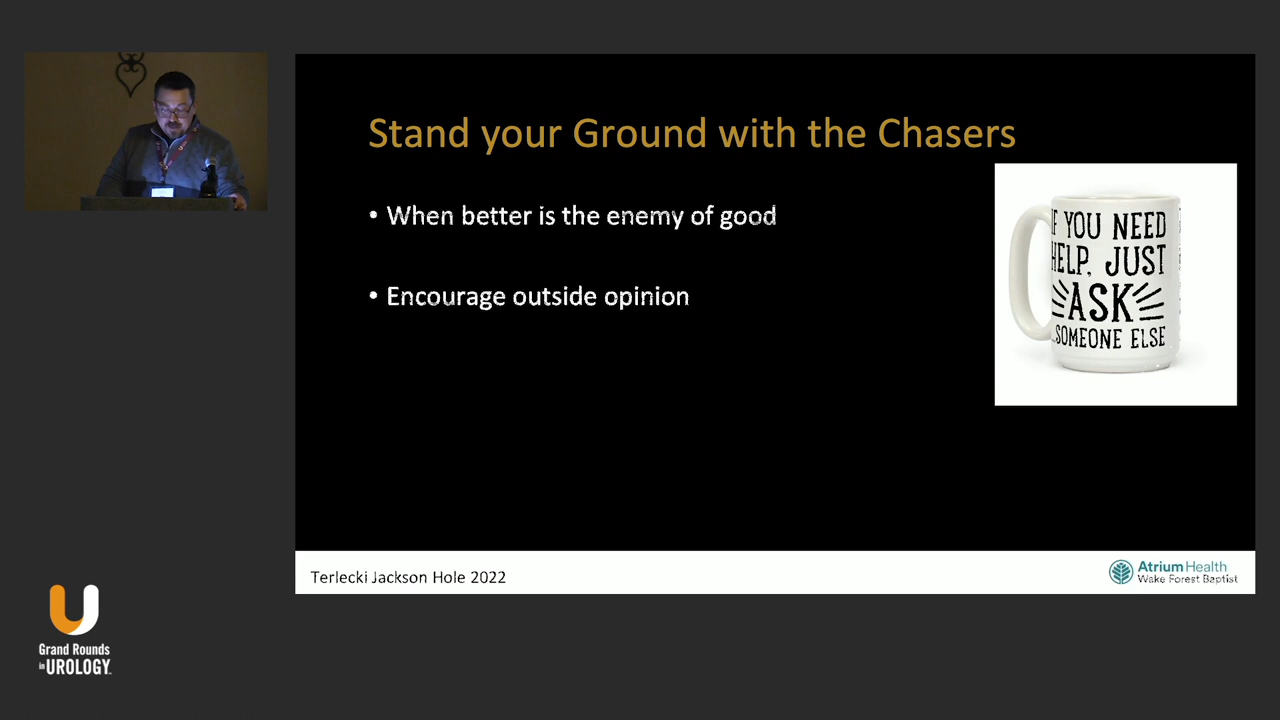 Stand your Ground with the Chasers
• When better is the enemy of good
• Encourage outside opinion
IF YOU NEED
HELP, JUST
ASK
...SOMEONE ELSE
Terlecki Jackson Hole 2022
Atrium Health
Wake Forest Baptist
Grand Rounds
in UROLOGY